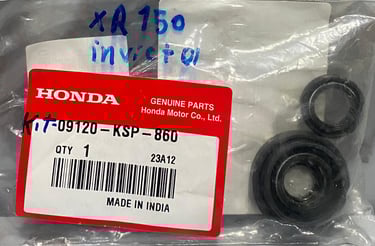 XR 150
invicta
HONDA
GENUINE PARTS
Honda Motor Co., Ltd.
Kit-09120-KSP-860
QTY 1
23A12
MADE IN INDIA